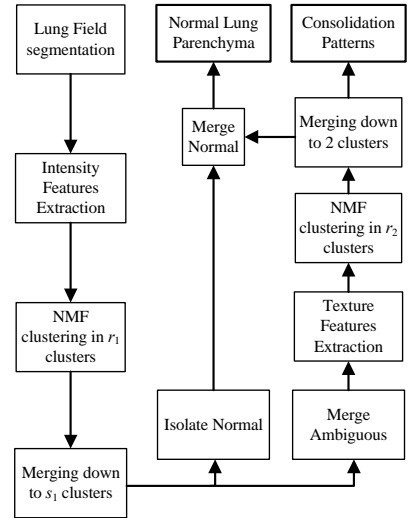 Lung Field
segmentation
Intensity
Features
Extraction
NMF
clustering in r₁
clusters
Merging down
to s₁ clusters
Normal Lung
Parenchyma
Merge
Normal
Isolate Normal
Consolidation
Patterns
Merging down
to 2 clusters
NMF
clustering in r₂
clusters
Texture
Features
Extraction
Merge
Ambiguous